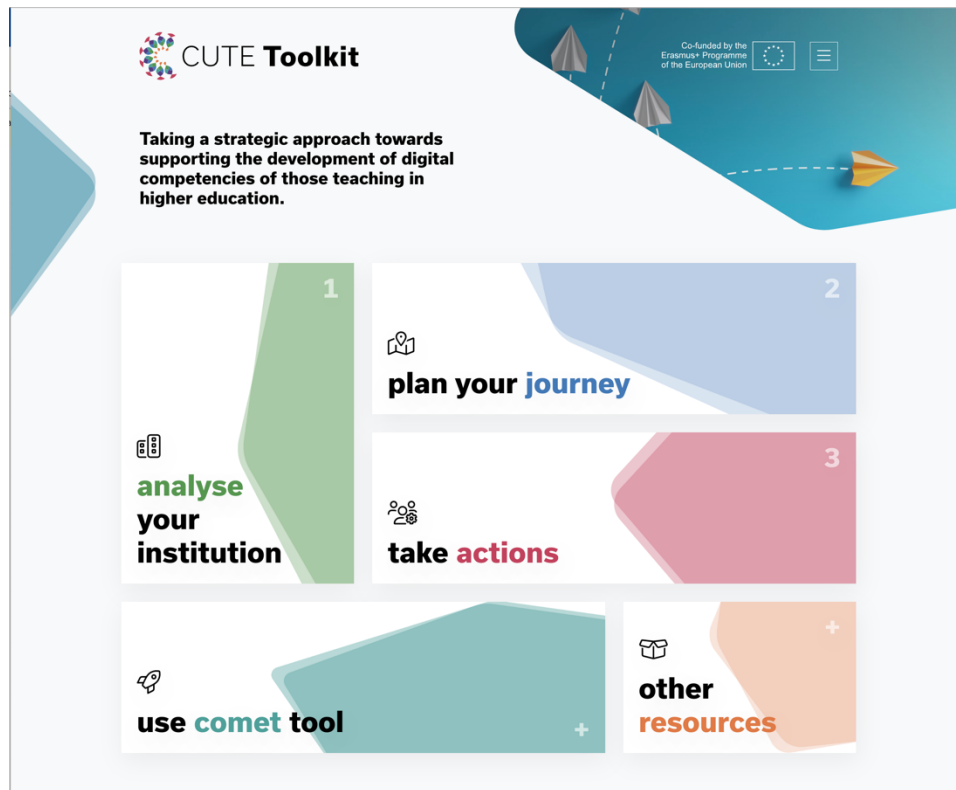 CUTE Toolkit
Co-funded by the
Erasmus+ Programme
of the European Union
Taking a strategic approach towards
supporting the development of digital
competencies of those teaching in
higher education.
1
analyse
your
institution
2
plan your journey
3
take actions
use comet tool
+
+
other
resources